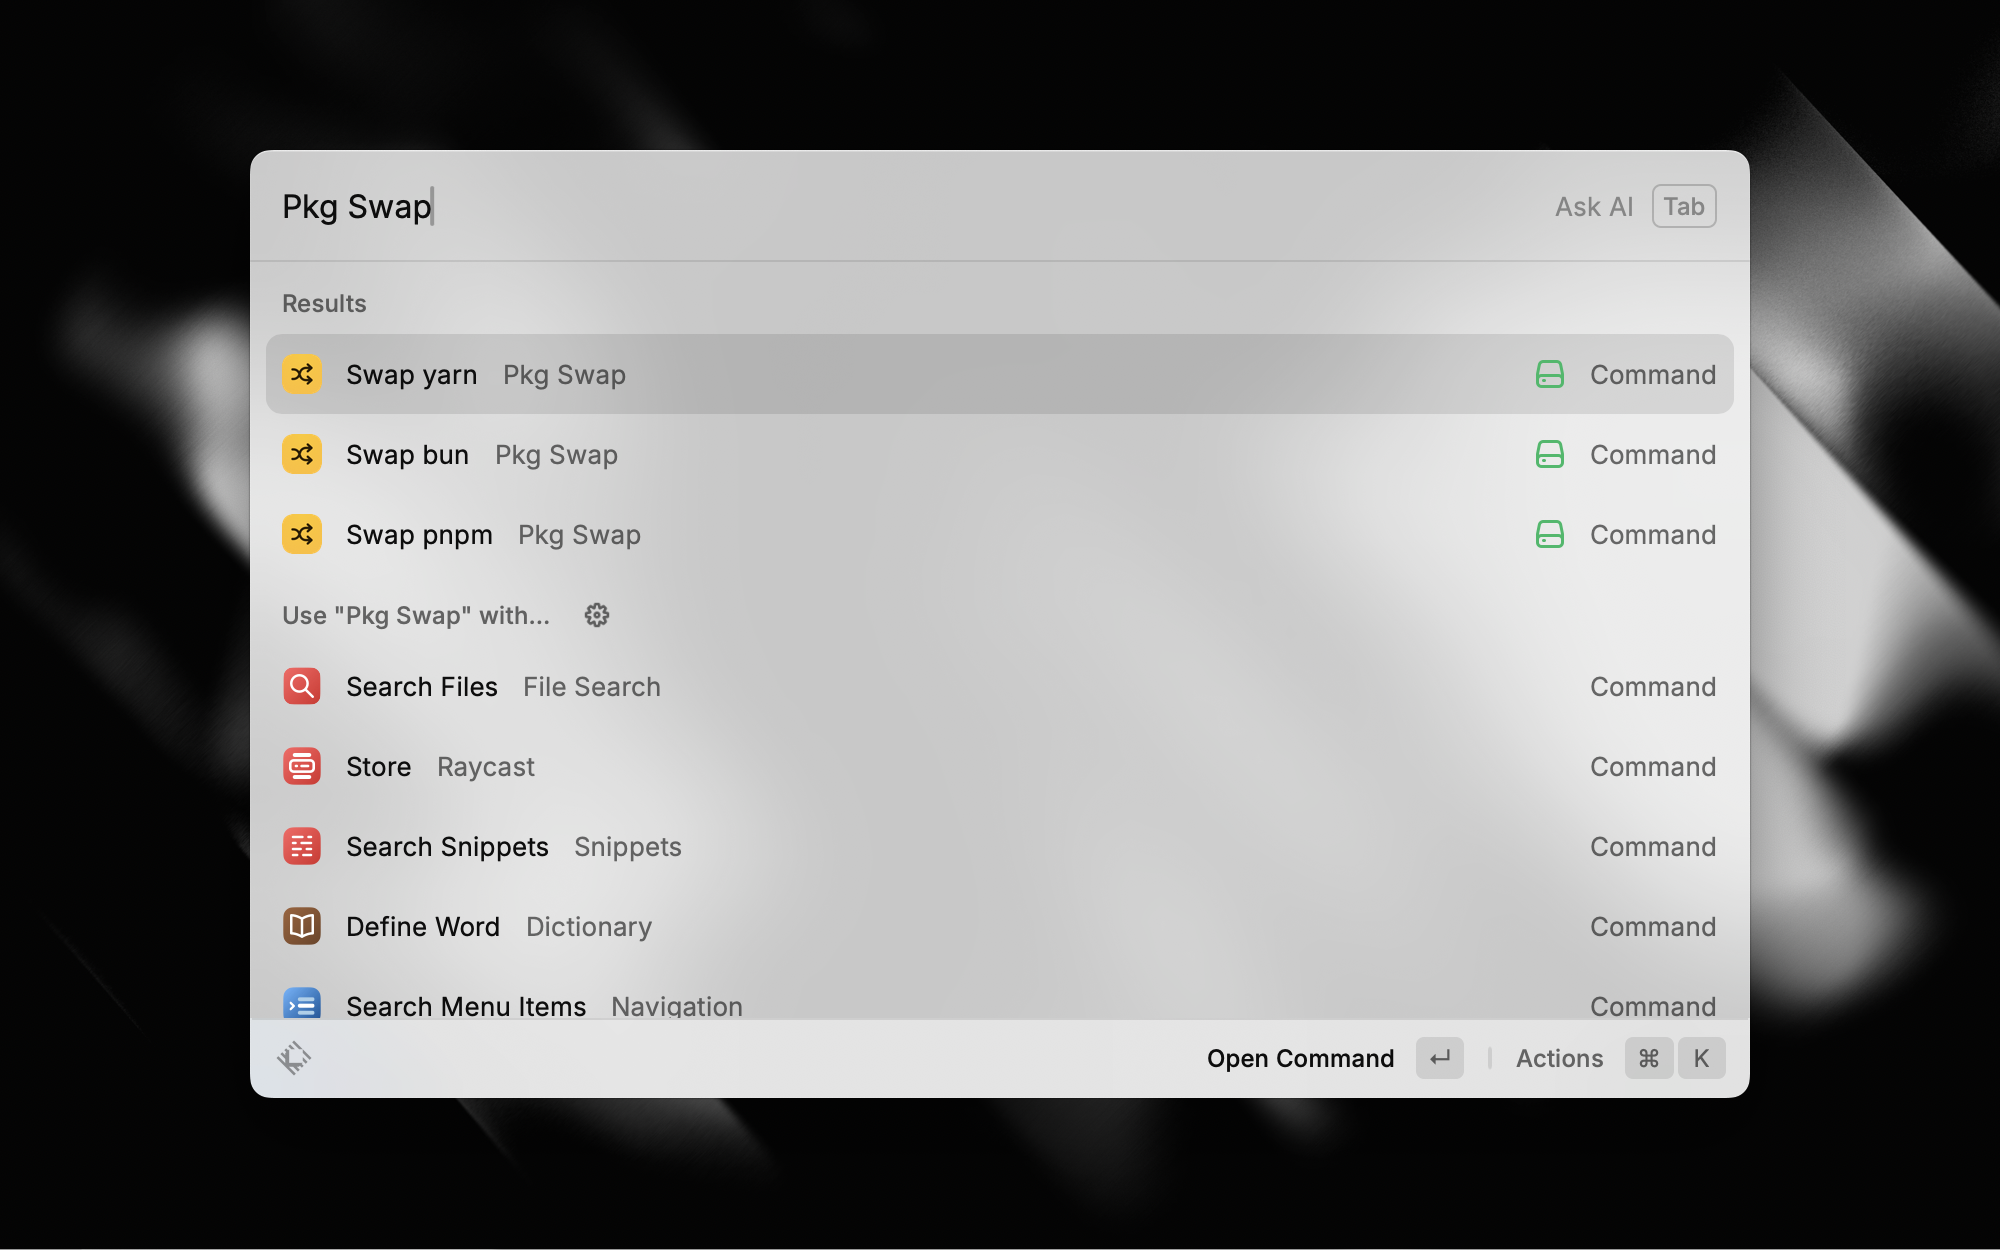 Pkg Swap Ask AI Tab
Results
Swap yarn Pkg Swap Command
Swap bun Pkg Swap Command
Swap pnpm Pkg Swap Command
Use "Pkg Swap" with...
Search Files File Search Command
Store Raycast Command
Search Snippets Snippets Command
Define Word Dictionary Command
Search Menu Items Navigation Command
Open Command ↵ Actions ⌘ K